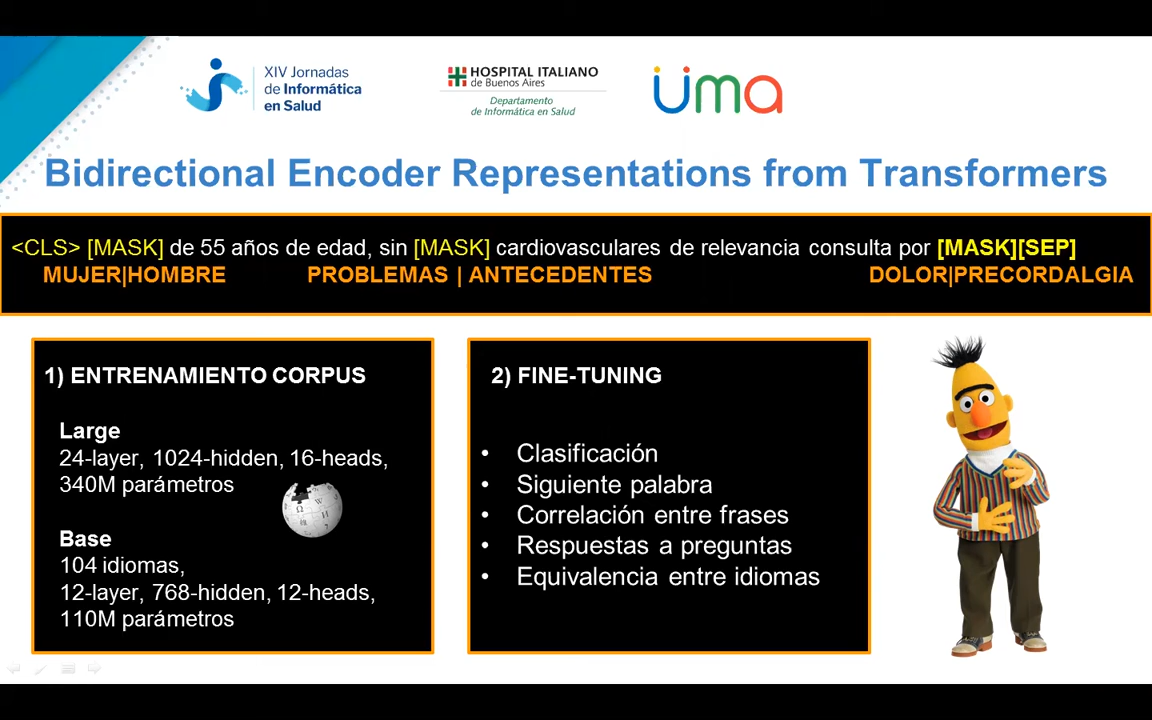 XIV Jornadas
de Informática
en Salud
HOSPITAL ITALIANO
de Buenos Aires
Departamento
de Informática en Salud
uma
Bidirectional Encoder Representations from Transformers
<CLS> [MASK] de 55 años de edad, sin [MASK] cardiovasculares de relevancia consulta por [MASK][SEP]
MUJER|HOMBRE PROBLEMAS | ANTECEDENTES DOLOR|PRECORDALGIA
1) ENTRENAMIENTO CORPUS
Large
24-layer, 1024-hidden, 16-heads,
340M parámetros
Base
104 idiomas,
12-layer, 768-hidden, 12-heads,
110M parámetros
2) FINE-TUNING
• Clasificación
• Siguiente palabra
• Correlación entre frases
• Respuestas a preguntas
• Equivalencia entre idiomas